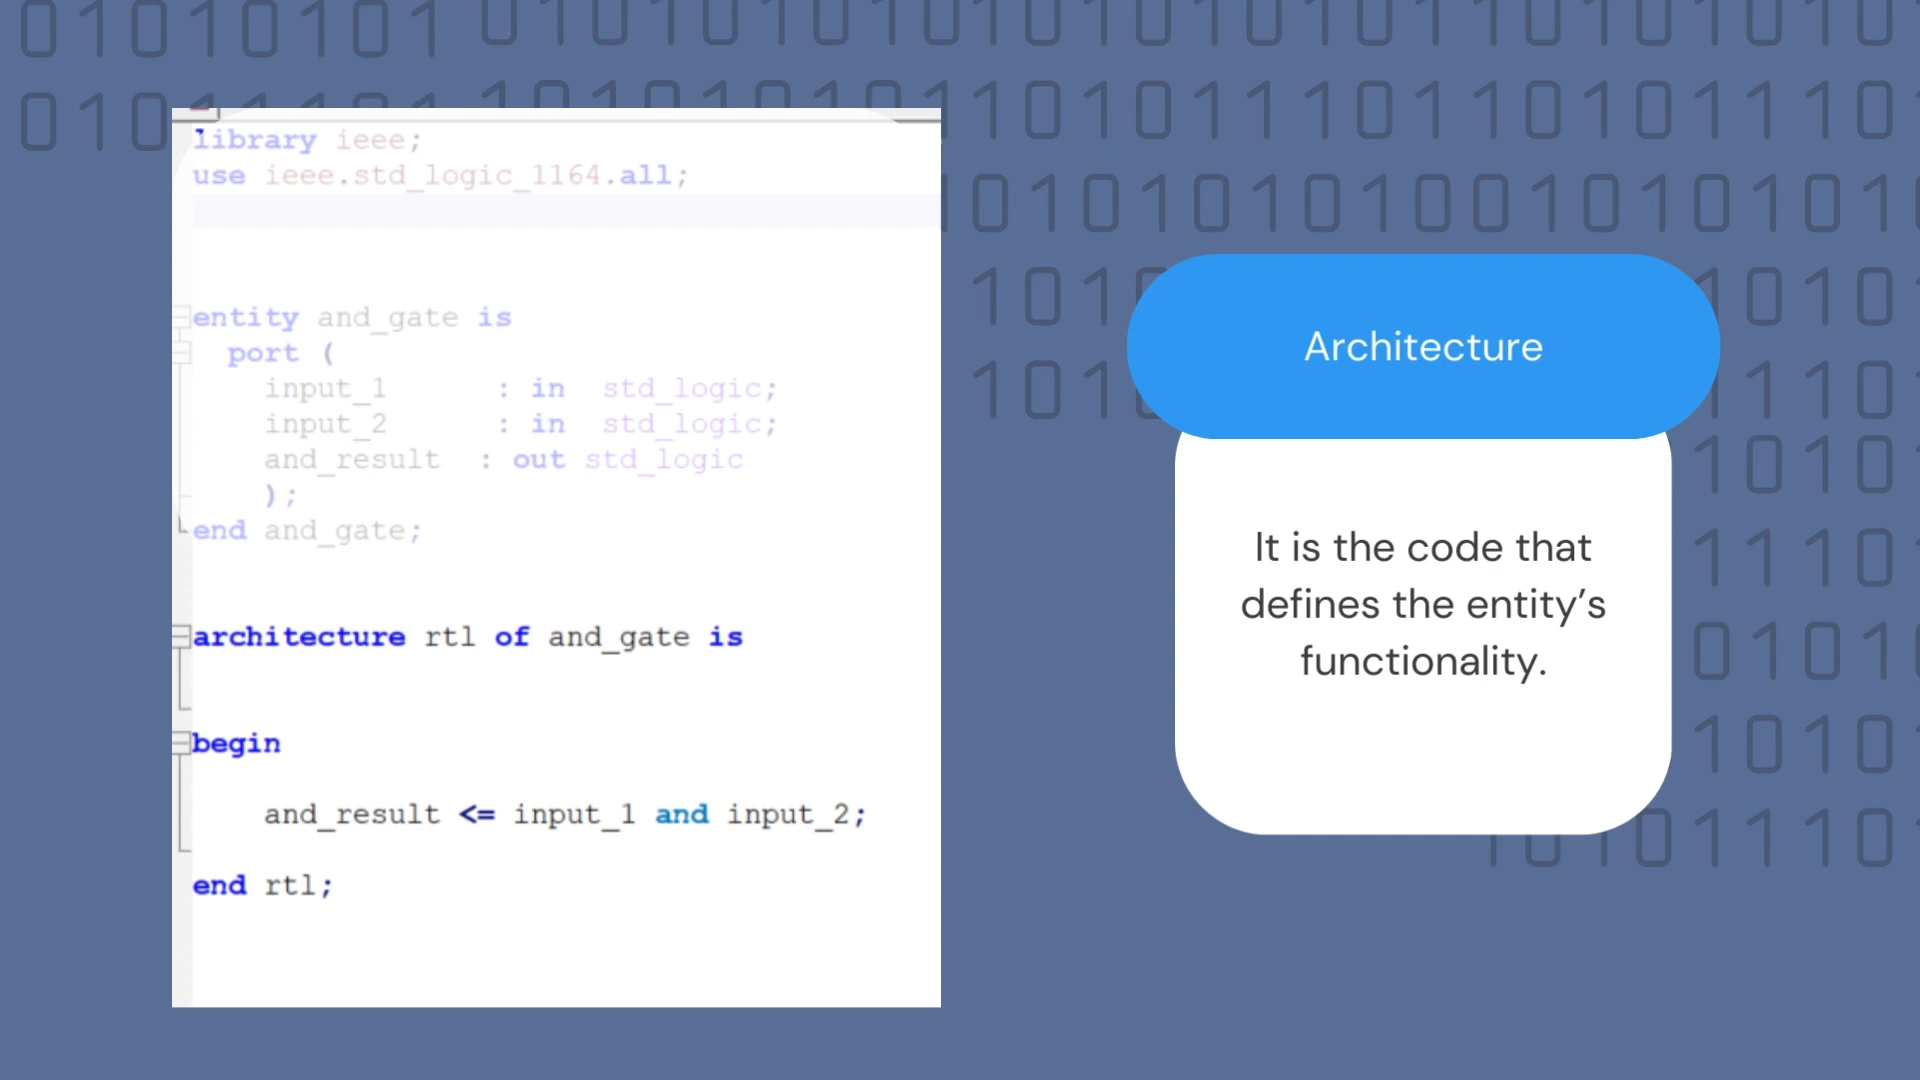 library ieee;
use ieee.std_logic_1164.all;
entity and_gate is
port (
input_1 : in std_logic;
input_2 : in std_logic;
and_result : out std_logic
);
end and_gate;
architecture rtl of and_gate is
begin
and_result <= input_1 and input_2;
end rtl;
Architecture
It is the code that
defines the entity’s
functionality.